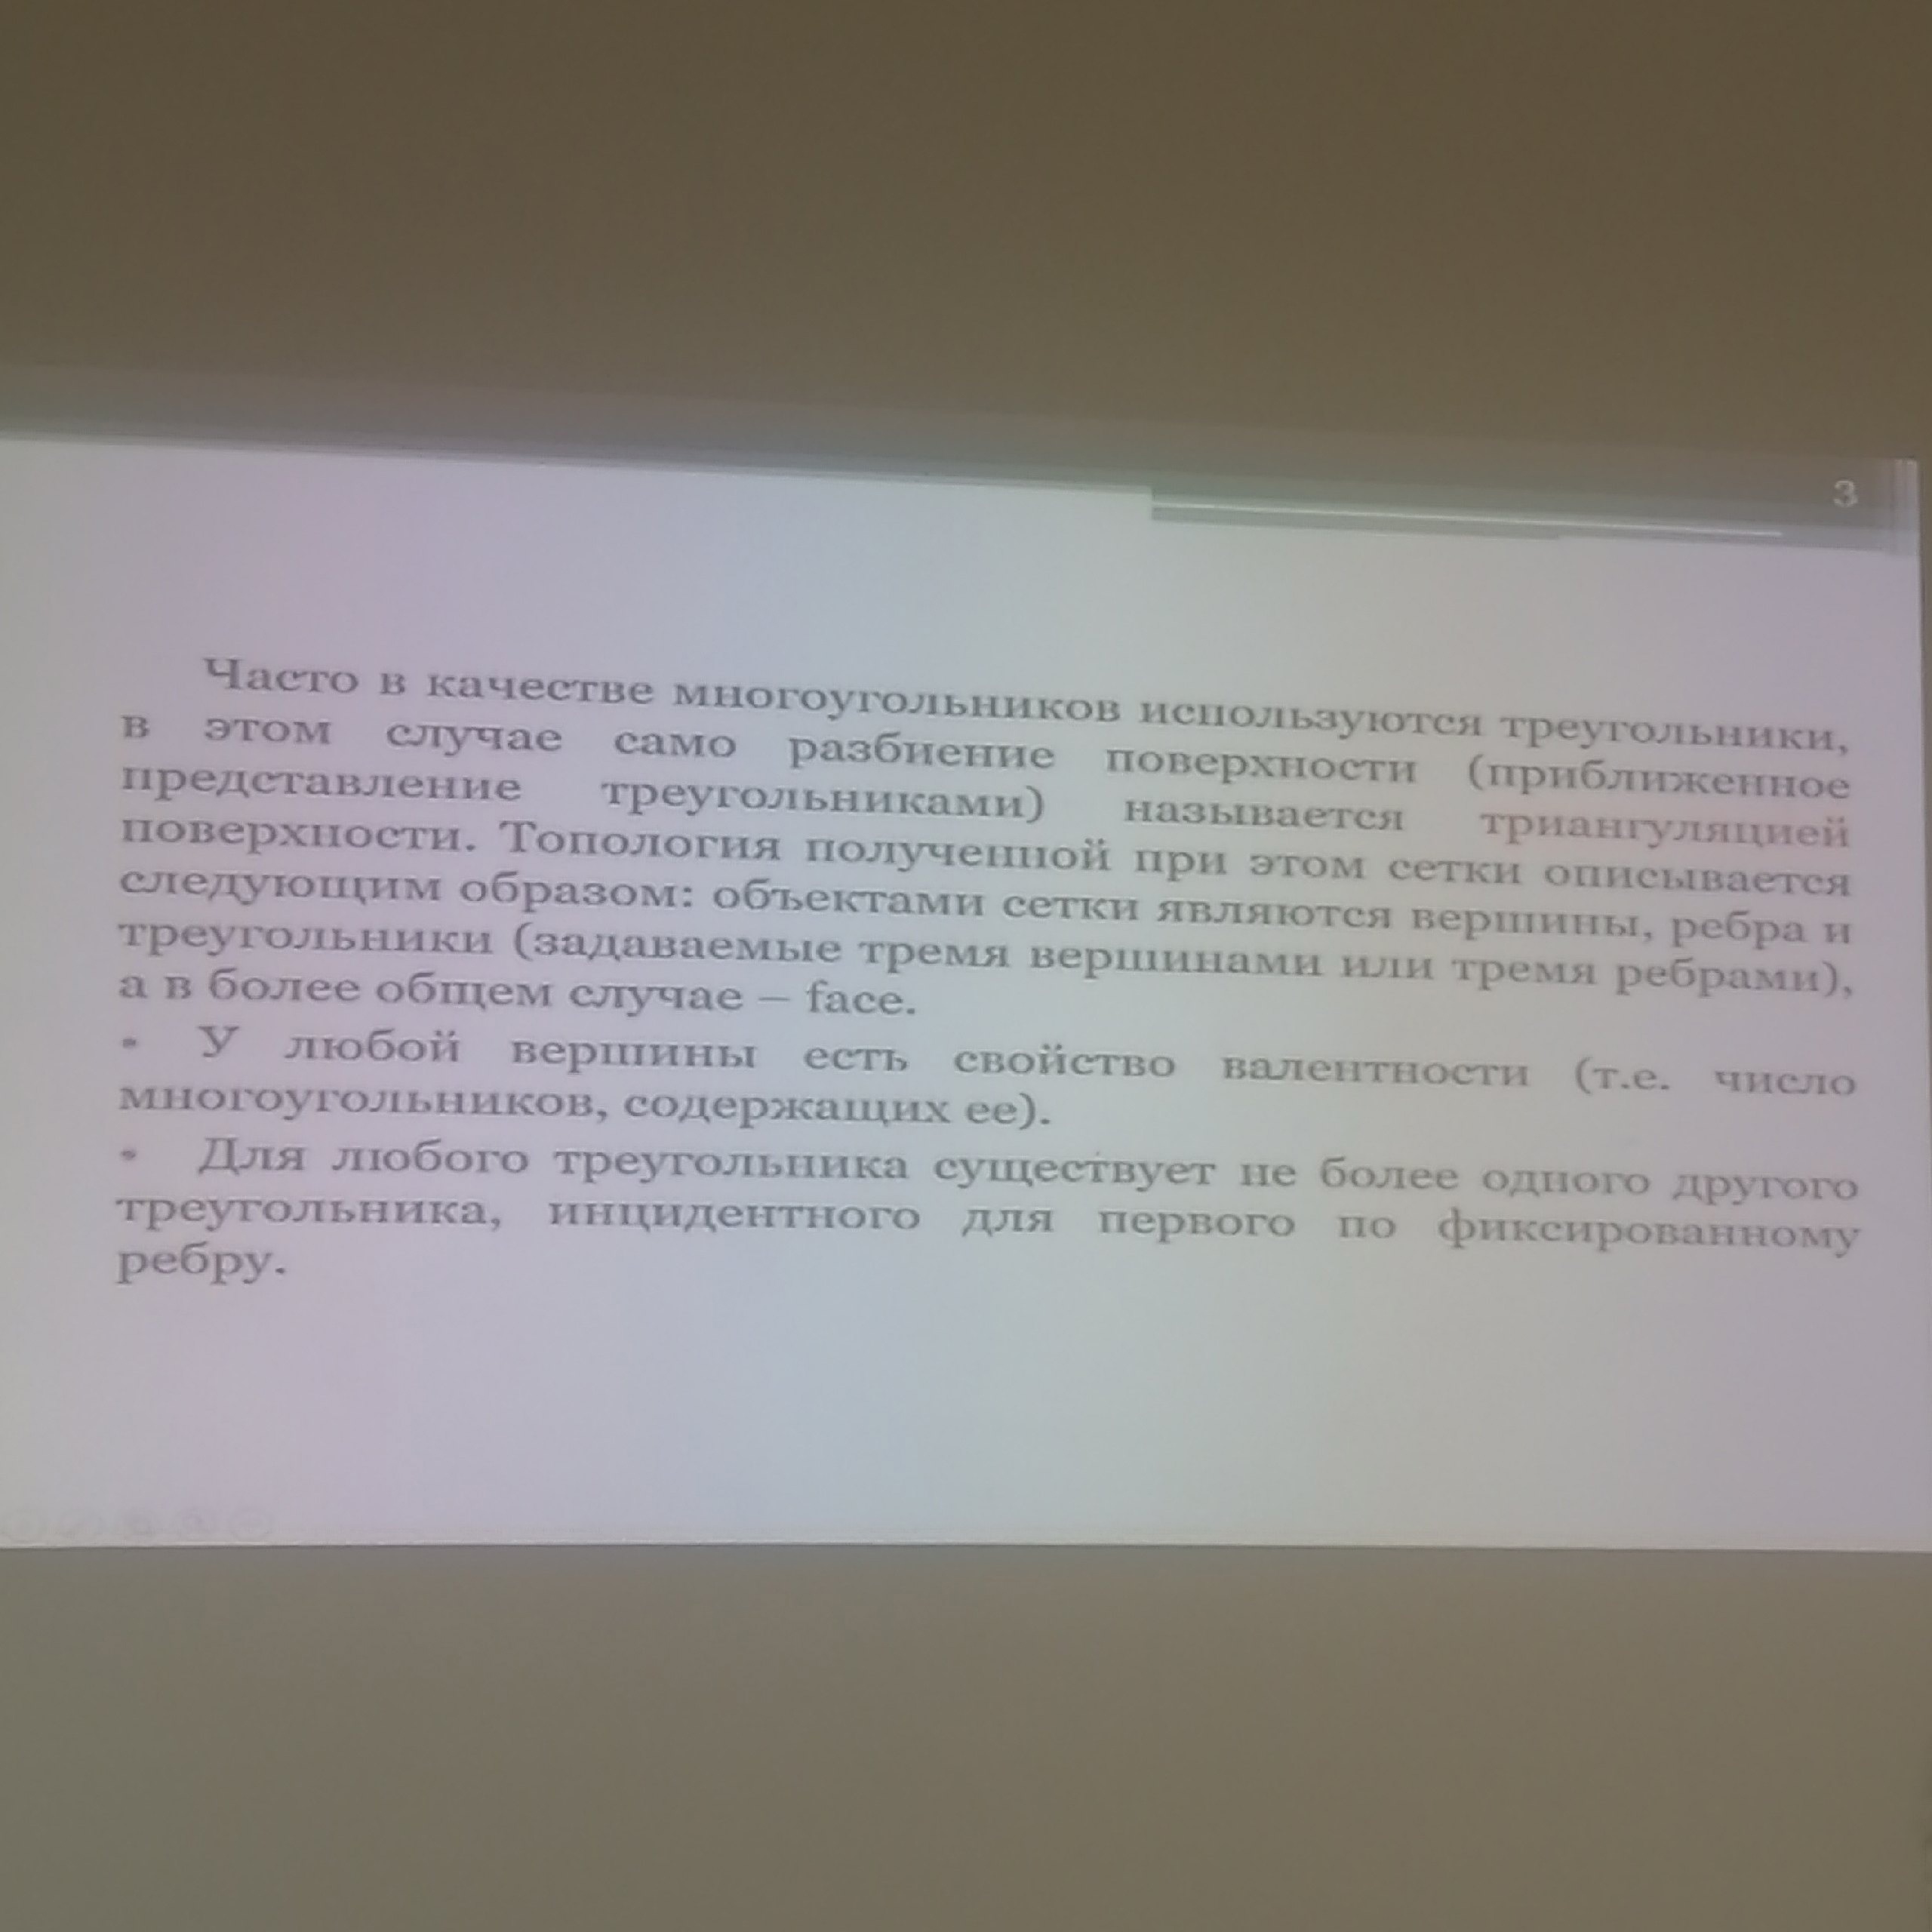 3
Часто в качестве многоугольников используются треугольники,
в этом случае само разбиение поверхности (приближенное
представление треугольниками) называется триангуляцией
поверхности. Топология полученной при этом сетки описывается
следующим образом: объектами сетки являются вершины, ребра и
треугольники (задаваемые тремя вершинами или тремя ребрами),
а в более общем случае – face.
• У любой вершины есть свойство валентности (т.е. число
многоугольников, содержащих ее).
• Для любого треугольника существует не более одного другого
треугольника, инцидентного для первого по фиксированному
ребру.